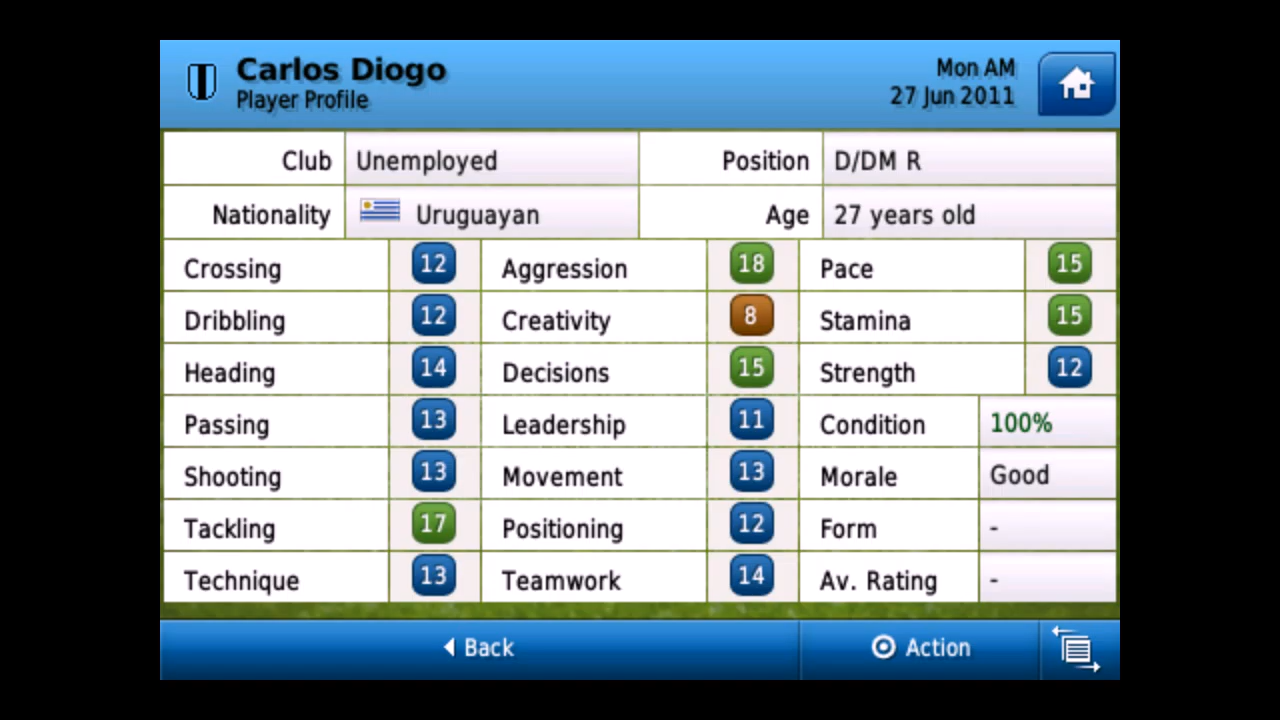 Carlos Diogo
Player Profile
Mon AM
27 Jun 2011
Club Unemployed Position D/DM R
Nationality Uruguayan Age 27 years old
Crossing 12 Aggression 18 Pace 15
Dribbling 12 Creativity 8 Stamina 15
Heading 14 Decisions 15 Strength 12
Passing 13 Leadership 11 Condition 100%
Shooting 13 Movement 13 Morale Good
Tackling 17 Positioning 12 Form -
Technique 13 Teamwork 14 Av. Rating -
Back Action